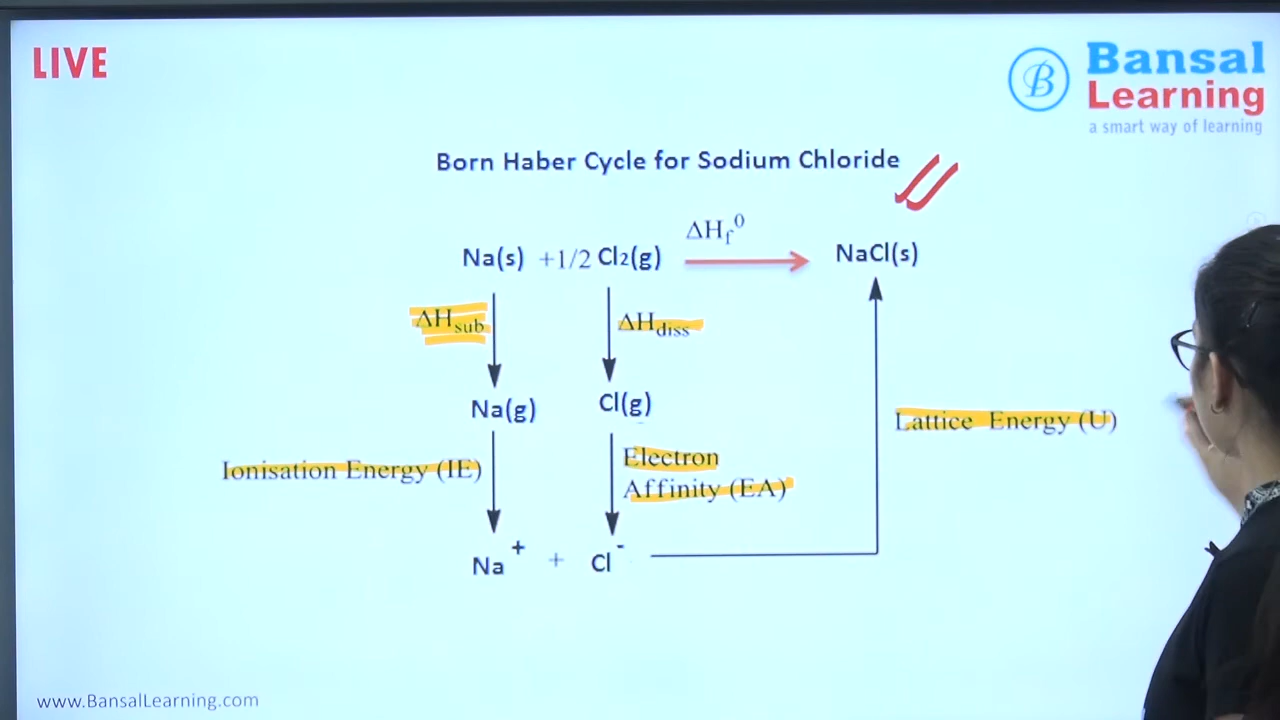 LIVE
B
Bansal
Learning
a smart way of learning
Born Haber Cycle for Sodium Chloride
ΔHf⁰
Na(s) +1/2 Cl₂(g) NaCl(s)
ΔHsub ΔHdiss
Na(g) Cl(g)
Lattice Energy (U)
Ionisation Energy (IE)
Electron
Affinity (EA)
Na⁺ + Cl⁻
www.BansalLearning.com